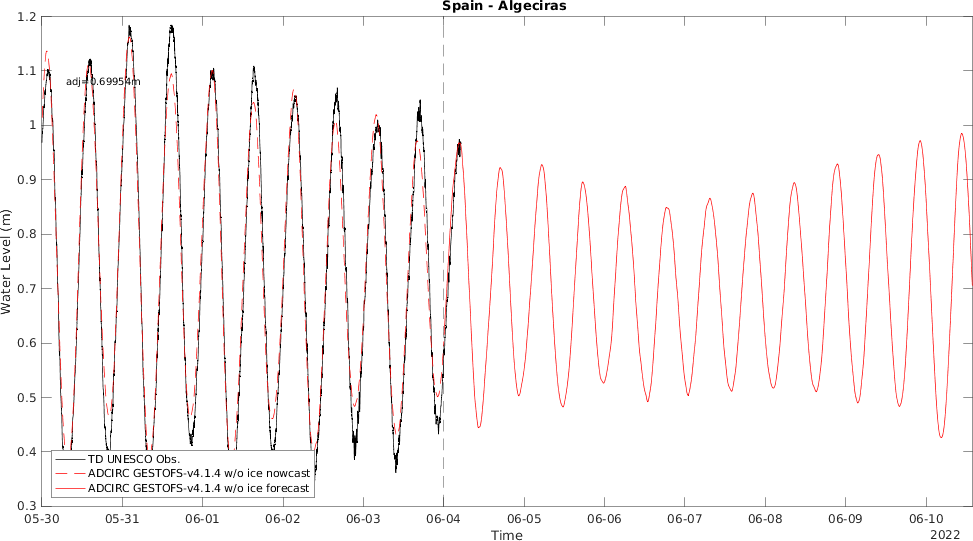 Spain - Algeciras
Water Level (m)
1.2
1.1
1
0.9
0.8
0.7
0.6
0.5
0.4
0.3
adj=0.69954m
TD UNESCO Obs.
ADCIRC GESTOFS-v4.1.4 w/o ice nowcast
ADCIRC GESTOFS-v4.1.4 w/o ice forecast
05-30 05-31 06-01 06-02 06-03 06-04 06-05 06-06 06-07 06-08 06-09 06-10
Time
2022